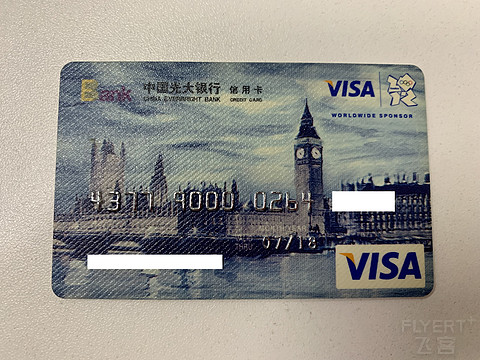 中国光大银行 信用卡
CHINA EVERBRIGHT BANK CREDIT CARD
VISA
WORLDWIDE SPONSOR
4377 9000 0264
07/18
VISA
FLYERT
飞客